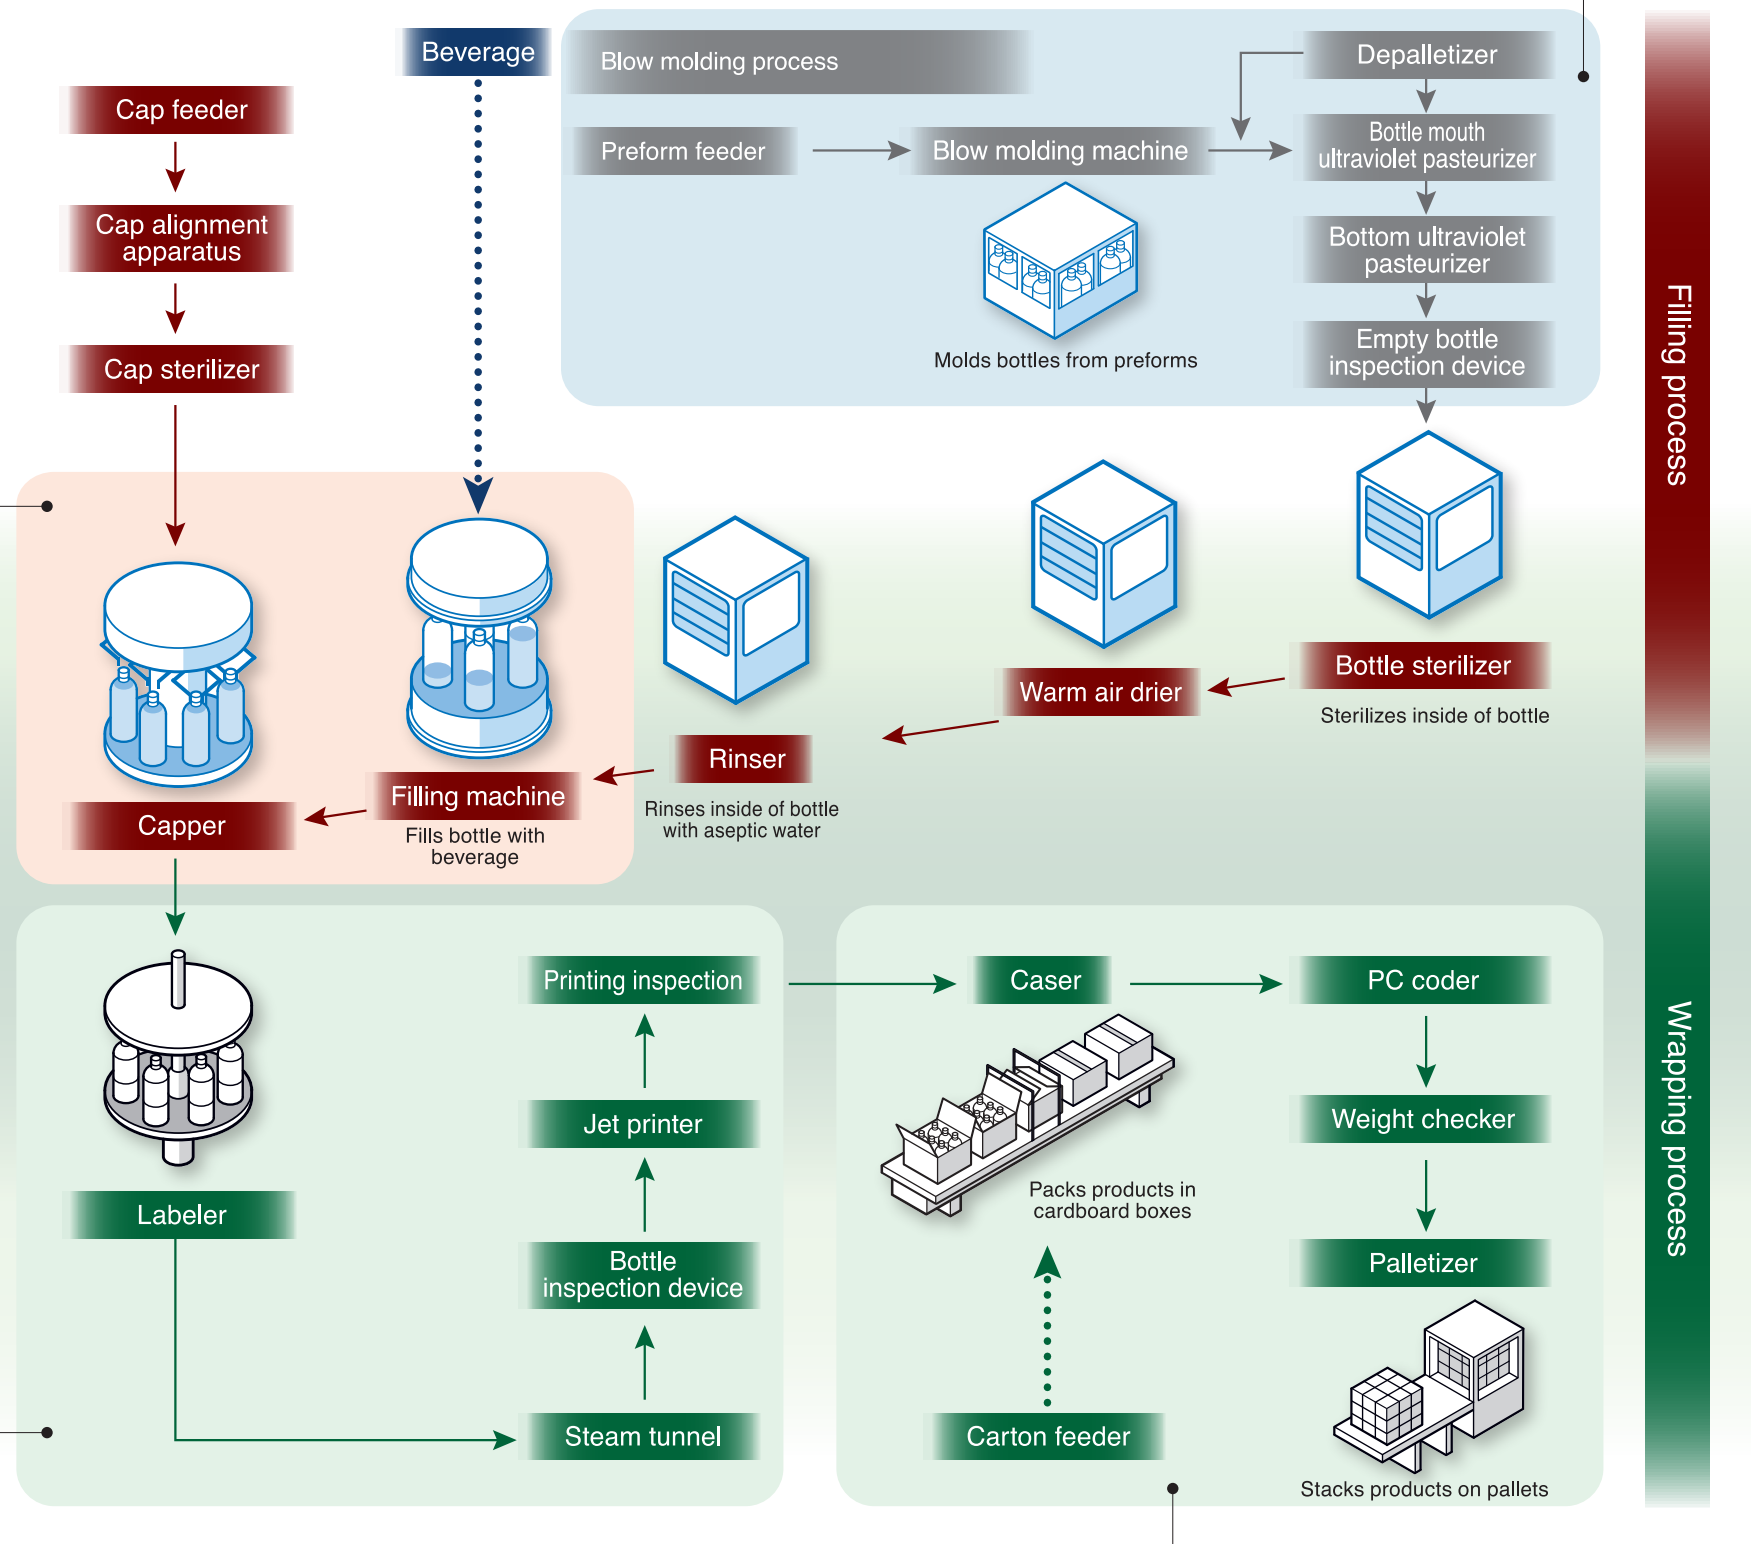 Beverage
Blow molding process
Depalletizer
Cap feeder
Preform feeder
Blow molding machine
Bottle mouth
ultraviolet pasteurizer
Cap alignment
apparatus
Bottom ultraviolet
pasteurizer
Molds bottles from preforms
Empty bottle
inspection device
Cap sterilizer
Filling process
Bottle sterilizer
Sterilizes inside of bottle
Warm air drier
Rinser
Rinses inside of bottle
with aseptic water
Filling machine
Fills bottle with
beverage
Capper
Printing inspection
Caser
PC coder
Jet printer
Weight checker
Packs products in
cardboard boxes
Labeler
Bottle
inspection device
Palletizer
Wrapping process
Steam tunnel
Carton feeder
Stacks products on pallets